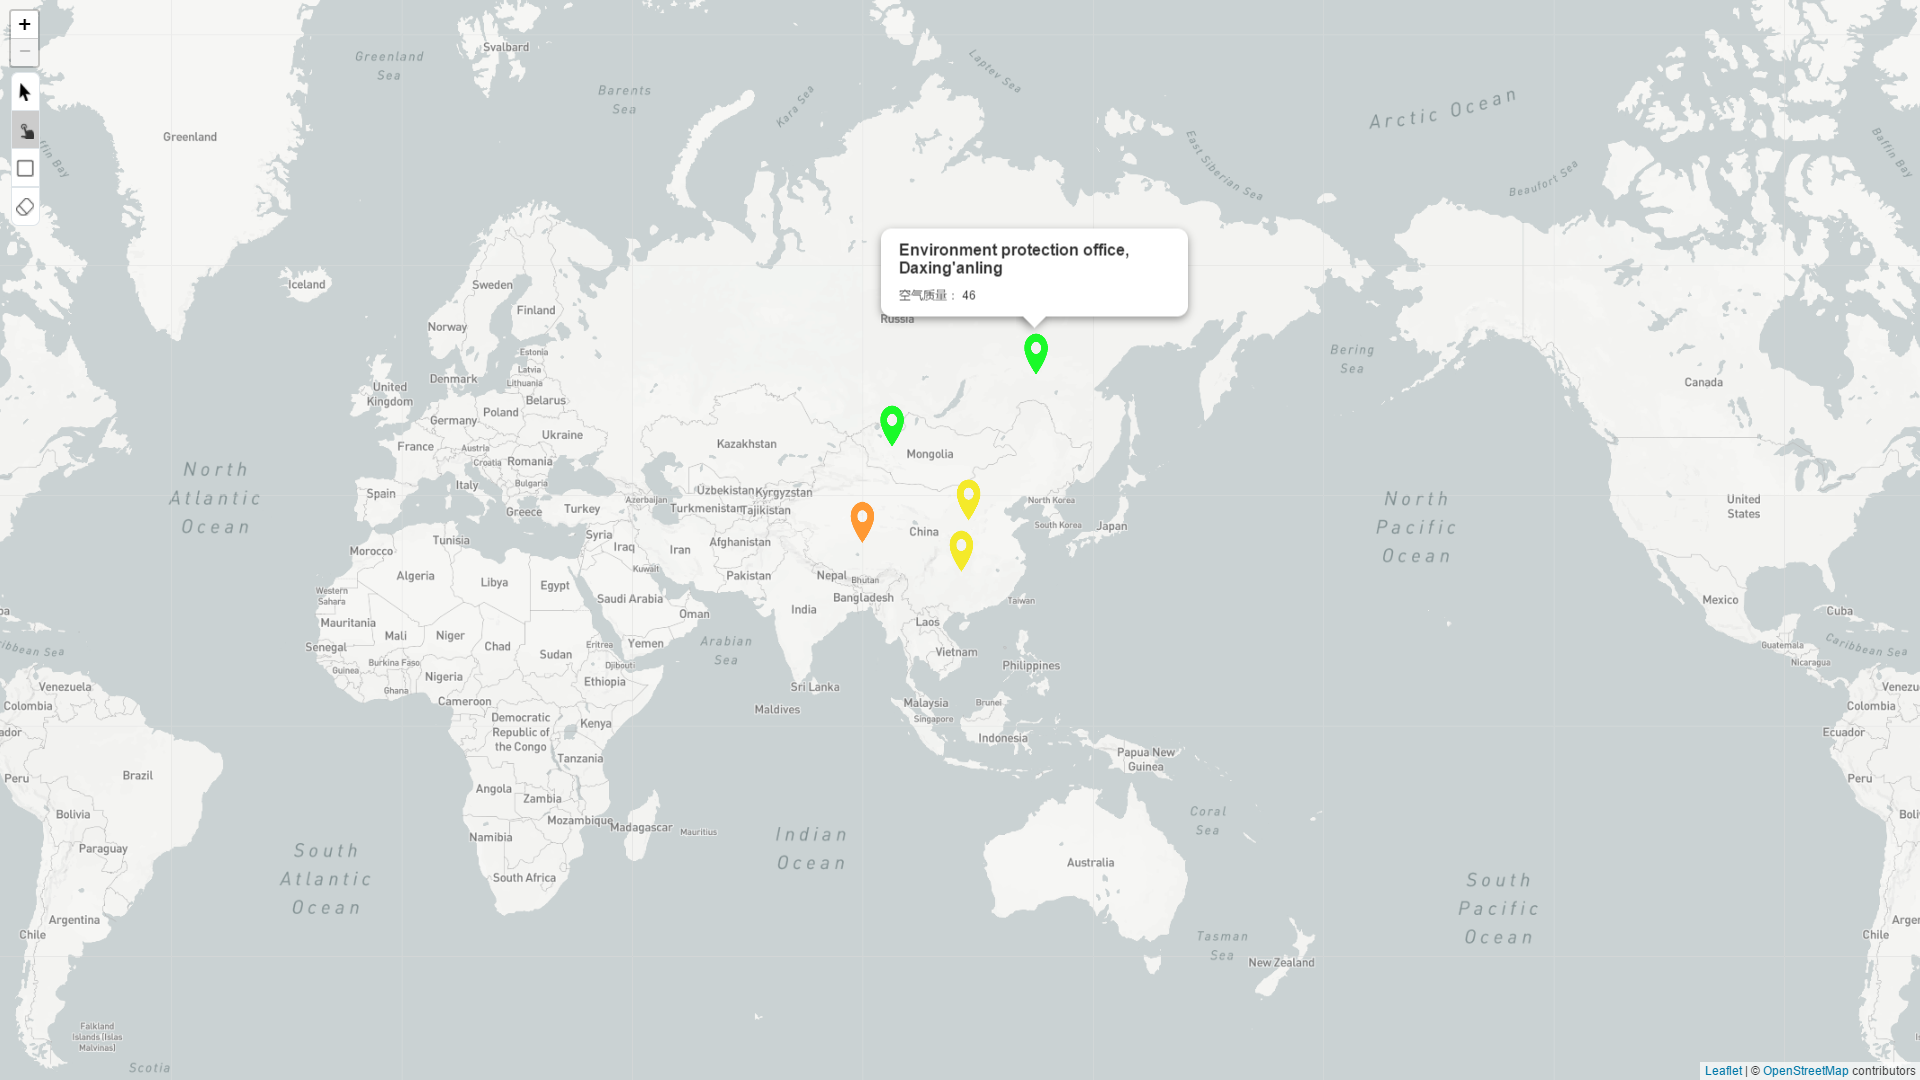 +
−
Greenland
Sea
Svalbard
Barents
Sea
Kara Sea
Laptev Sea
East Siberian Sea
Arctic Ocean
Beaufort Sea
Baffin Bay
Greenland
Iceland
Environment protection office,
Daxing'anling
空气质量： 46
Russia
Sweden
Finland
Norway
Estonia
Latvia
Lithuania
Denmark
United
Kingdom
Belarus
Poland
Germany
Ukraine
France
Austria
Croatia
Romania
Bulgaria
Italy
Spain
Greece
Turkey
Kazakhstan
Mongolia
Uzbekistan
Kyrgyzstan
Azerbaijan
Turkmenistan
Tajikistan
China
North Korea
South Korea
Japan
Bering
Sea
Canada
United
States
North
Atlantic
Ocean
North
Pacific
Ocean
Morocco
Tunisia
Syria
Iraq
Iran
Afghanistan
Kuwait
Pakistan
Nepal
Bhutan
Bangladesh
India
Taiwan
Algeria
Libya
Egypt
Saudi Arabia
Oman
Western
Sahara
Mauritania
Mali
Niger
Chad
Sudan
Eritrea
Yemen
Arabian
Sea
Laos
Vietnam
Philippines
Mexico
Cuba
Caribbean Sea
Guatemala
Nicaragua
Senegal
Guinea
Burkina Faso
Ghana
Nigeria
Djibouti
Ethiopia
Cameroon
Sri Lanka
Maldives
Malaysia
Singapore
Brunei
Indonesia
Papua New
Guinea
Venezuela
Colombia
Venezu
Colombia
Ecuador
Peru
Democratic
Republic of
the Congo
Kenya
Tanzania
ador
Peru
Brazil
Bolivia
Paraguay
Angola
Zambia
Mozambique
Madagascar
Mauritius
Namibia
South Africa
Indian
Ocean
Coral
Sea
Australia
Boli
South
Atlantic
Ocean
South
Pacific
Ocean
Argentina
Chile
Tasman
Sea
New Zealand
Chile
Argen
Falkland
Islands (Islas
Malvinas)
Scotia
Leaflet | © OpenStreetMap contributors